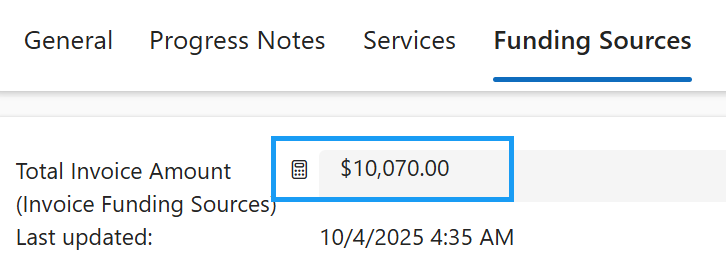 General Progress Notes Services Funding Sources
Total Invoice Amount $10,070.00
(Invoice Funding Sources)
Last updated: 10/4/2025 4:35 AM